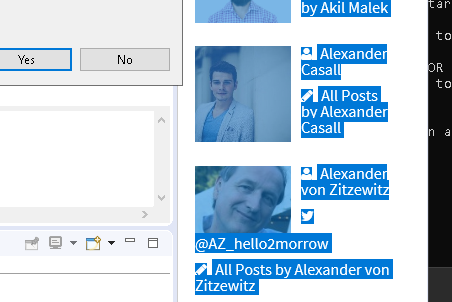 by Akil Malek
Yes
No
Alexander
Casall
All Posts
by Alexander
Casall
Alexander
von Zitzewitz
@AZ_hello2morrow
All Posts by Alexander von
Zitzewitz
to
OR
to